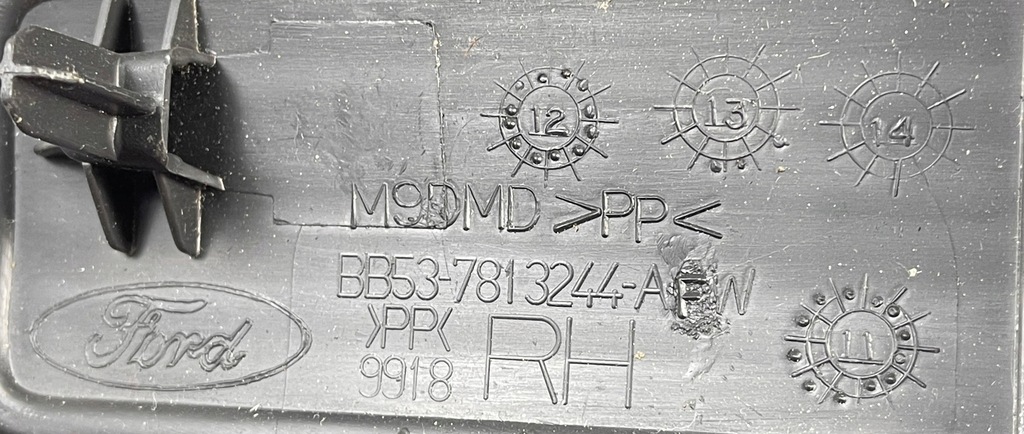 12
13
14
M9DMD >PP<
BB53-7813244-A W
>PP<
9918
RH
11
Ford